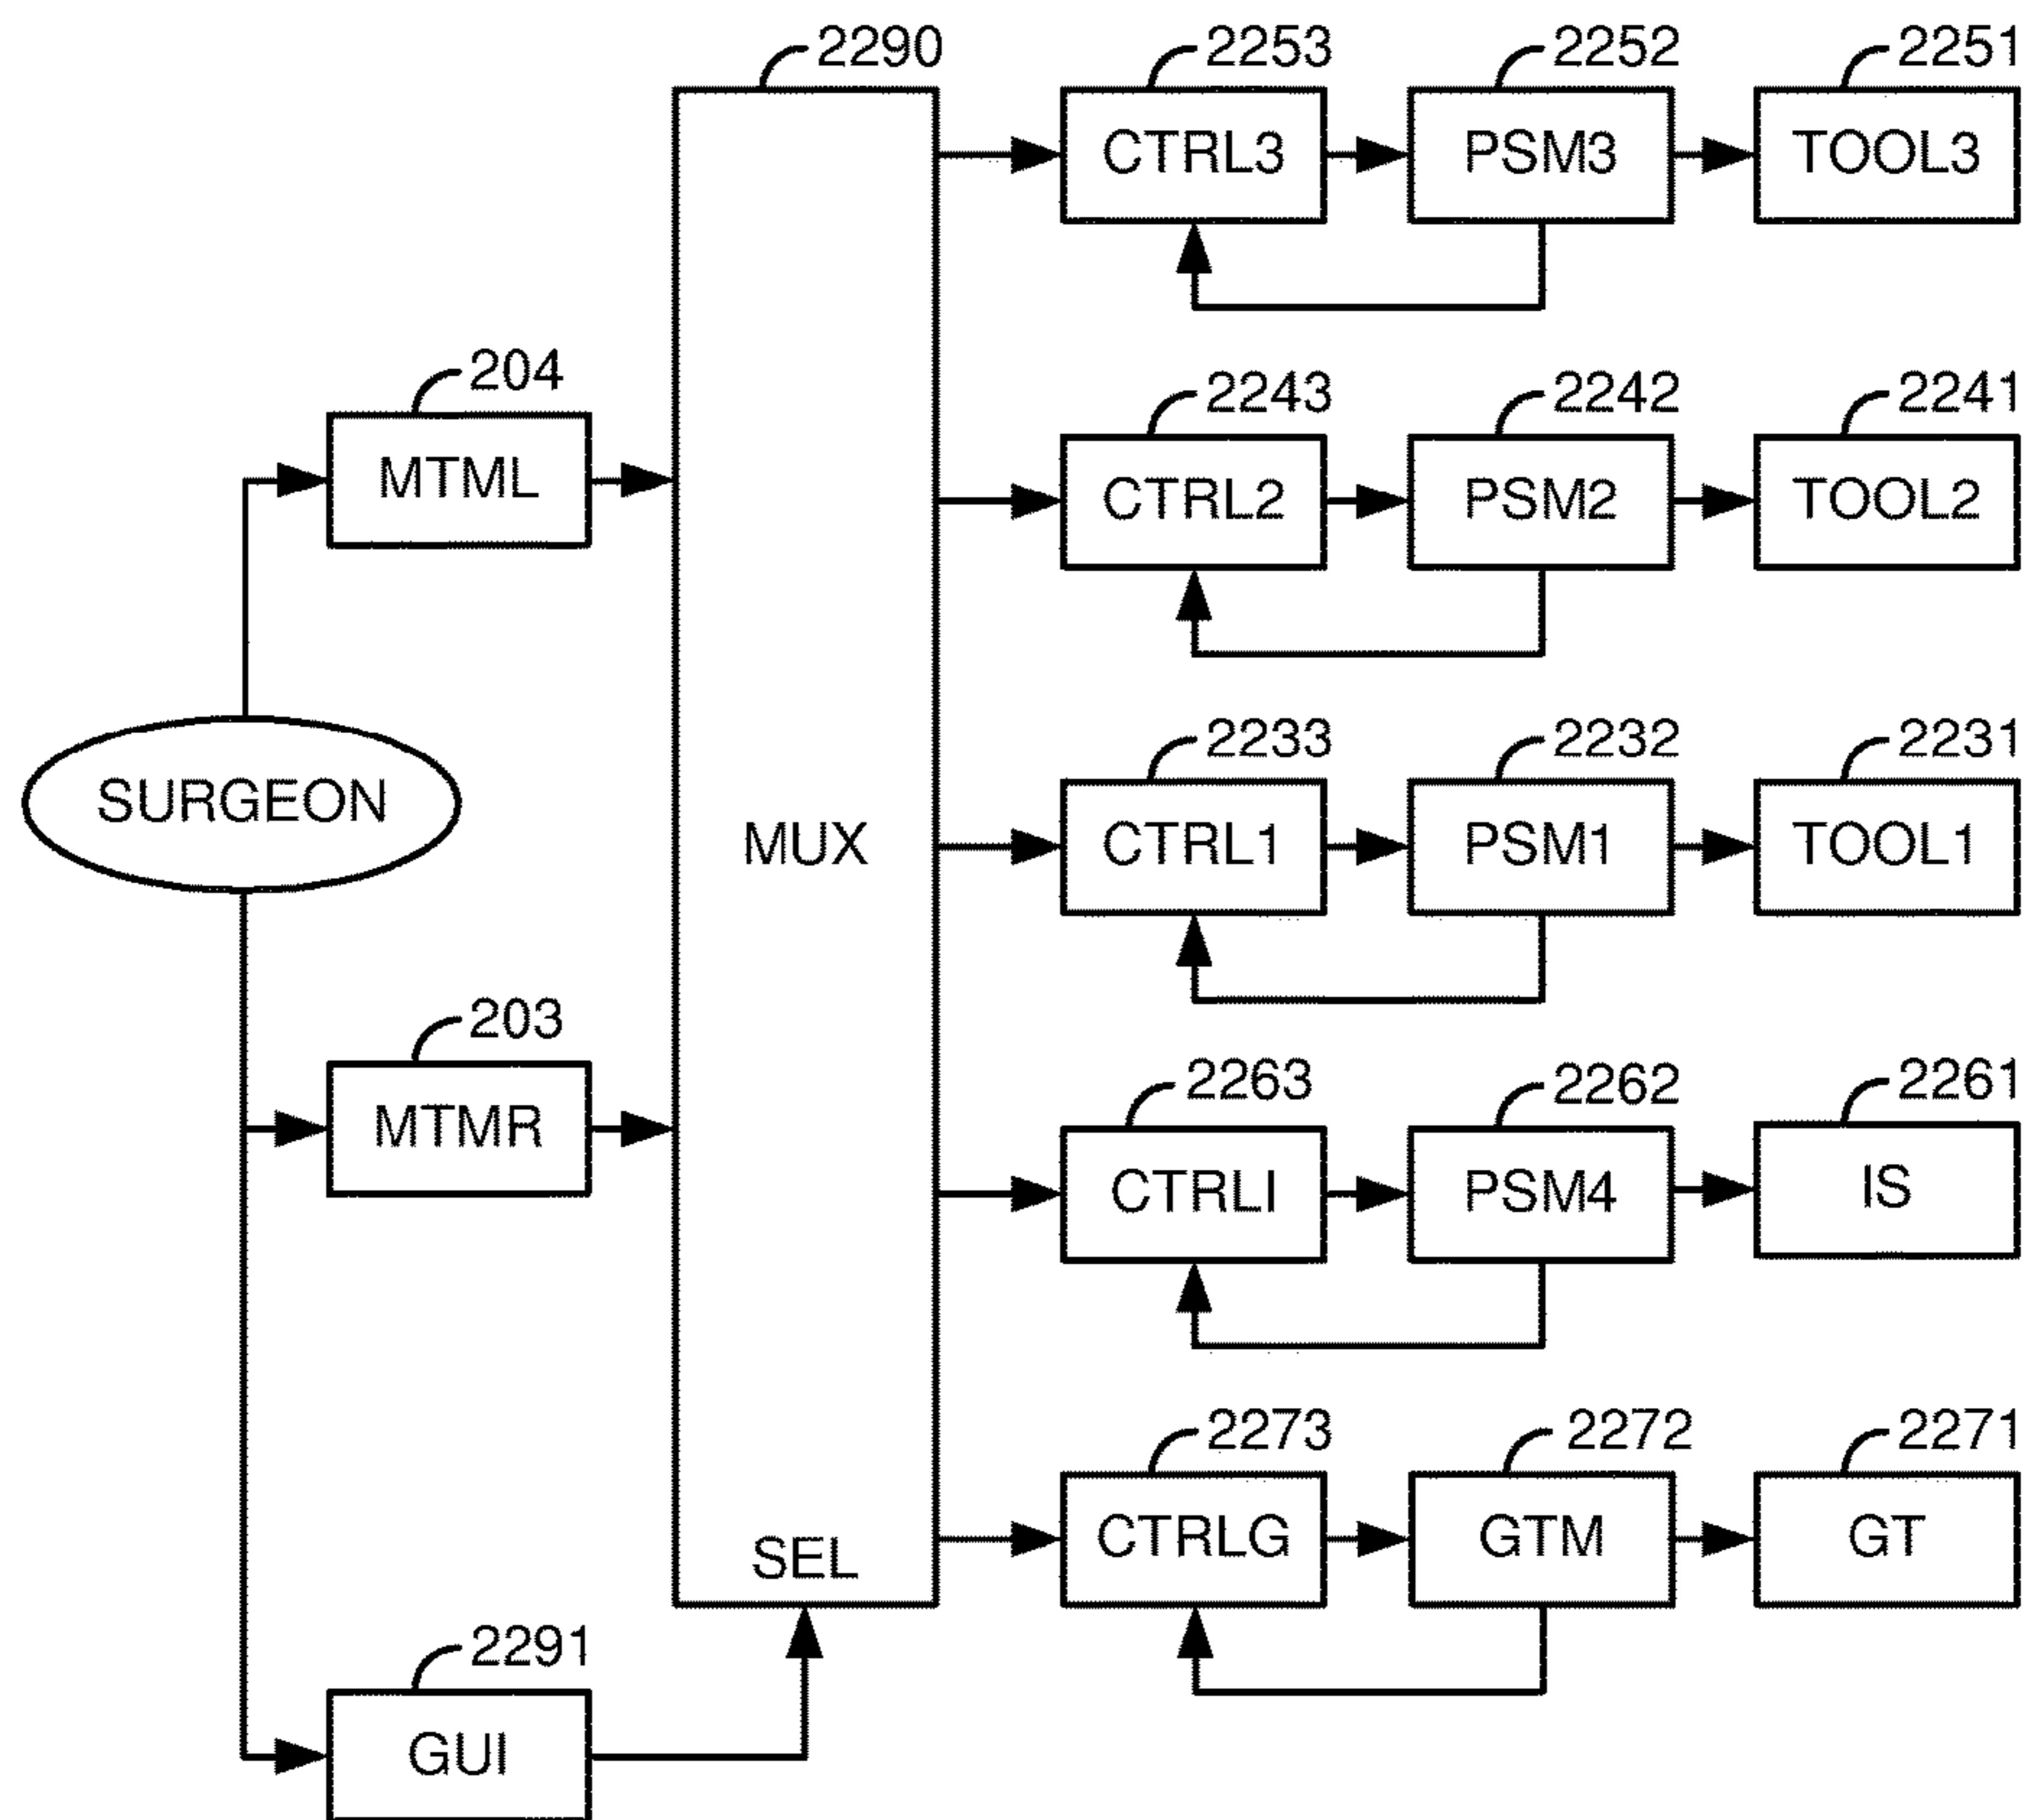 2290
2253
2252
2251
CTRL3
PSM3
TOOL3
204
2243
2242
2241
MTML
CTRL2
PSM2
TOOL2
2233
2232
2231
SURGEON
MUX
CTRL1
PSM1
TOOL1
203
2263
2262
2261
MTMR
CTRLI
PSM4
IS
2273
2272
2271
SEL
CTRLG
GTM
GT
2291
GUI